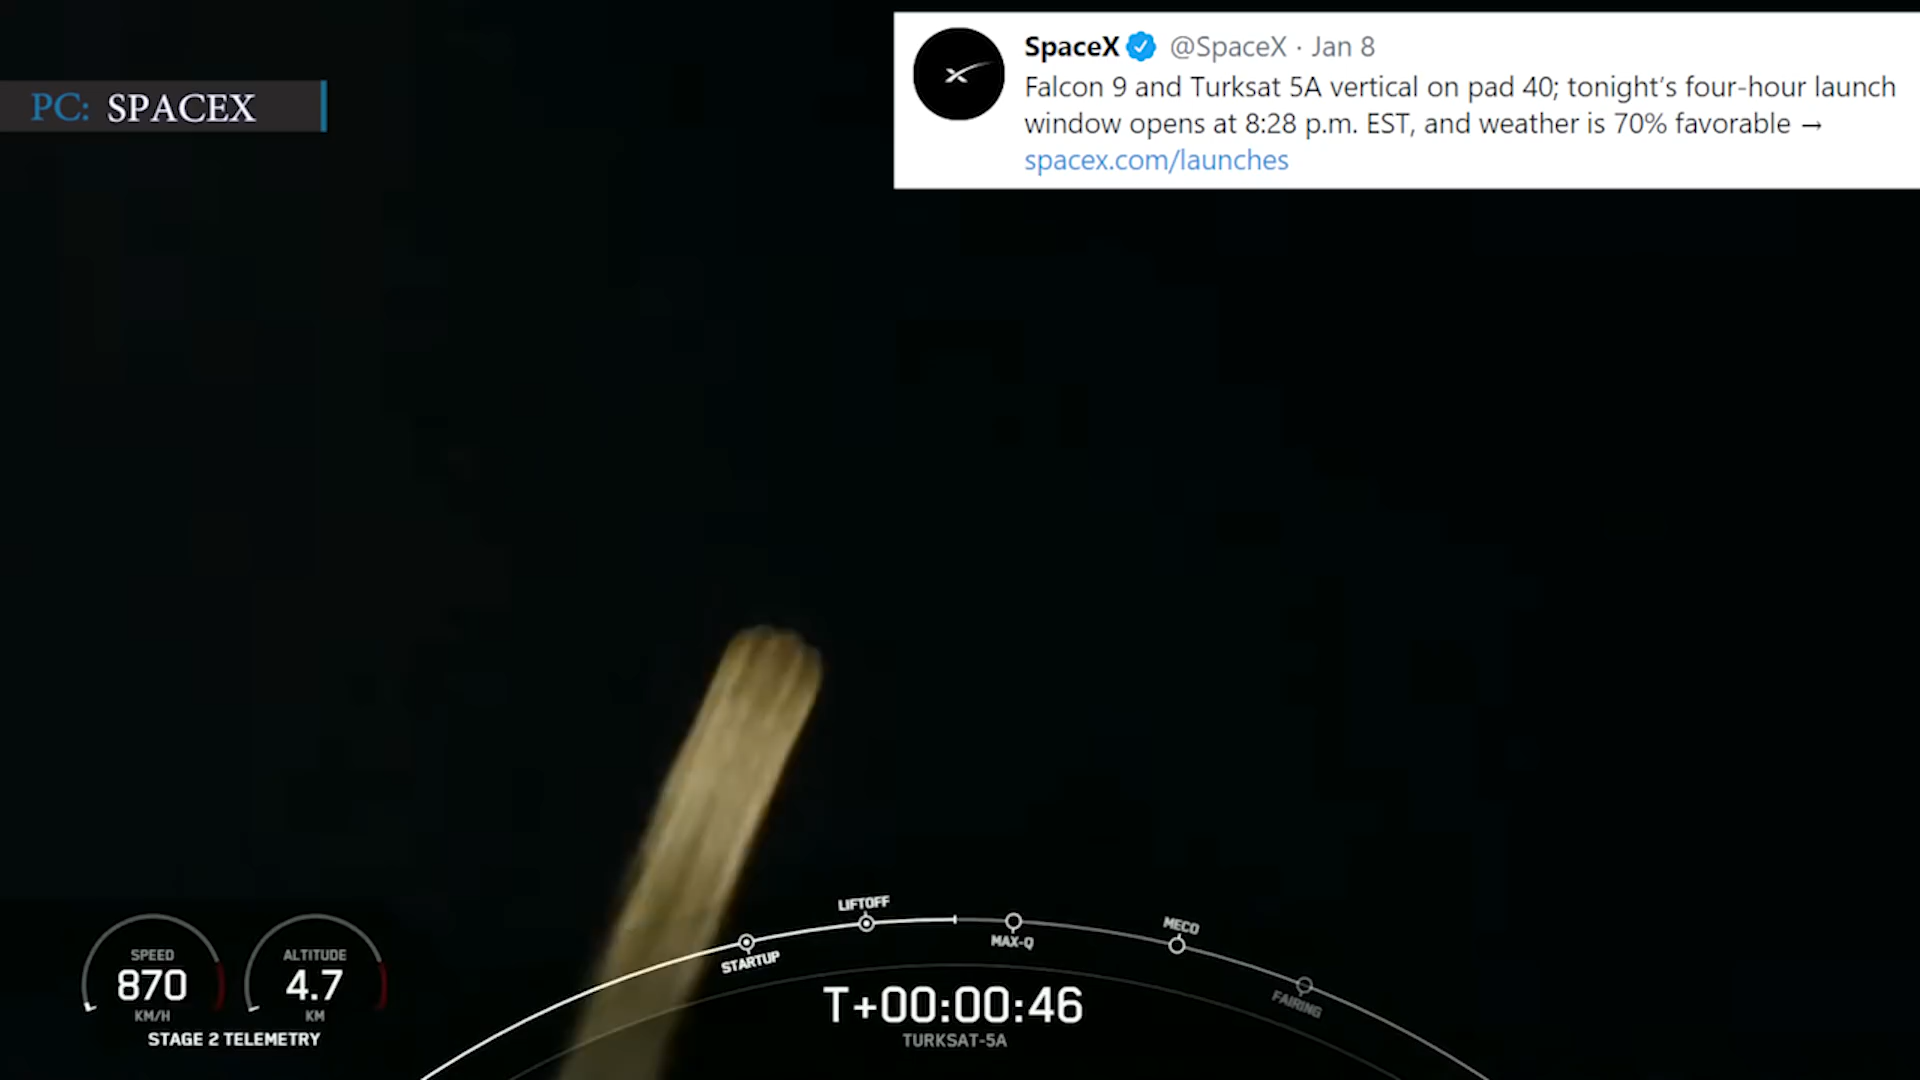 PC: SPACEX
SpaceX @SpaceX · Jan 8
Falcon 9 and Turksat 5A vertical on pad 40; tonight’s four-hour launch
window opens at 8:28 p.m. EST, and weather is 70% favorable →
spacex.com/launches
SPEED
870
KM/H
ALTITUDE
4.7
KM
STAGE 2 TELEMETRY
STARTUP
LIFTOFF
MAX-Q
MECO
FAIRING
T+00:00:46
TURKSAT-5A